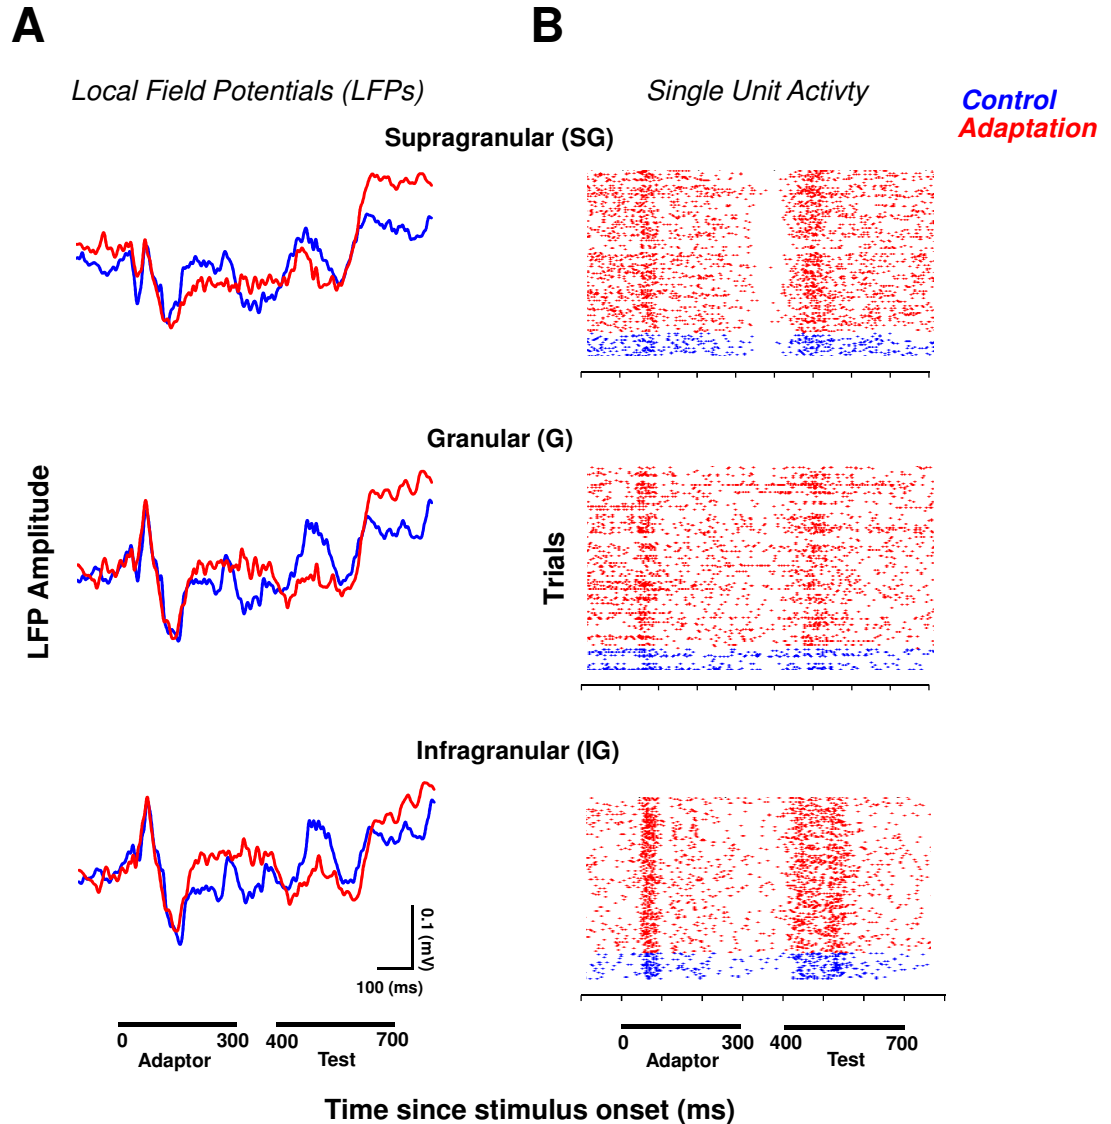 A
B
Local Field Potentials (LFPs)
Single Unit Activty
Control
Adaptation
Supragranular (SG)
Granular (G)
LFP Amplitude
Trials
Infragranular (IG)
0.1 (mV)
100 (ms)
0 300 400 700
Adaptor Test
0 300 400 700
Adaptor Test
Time since stimulus onset (ms)